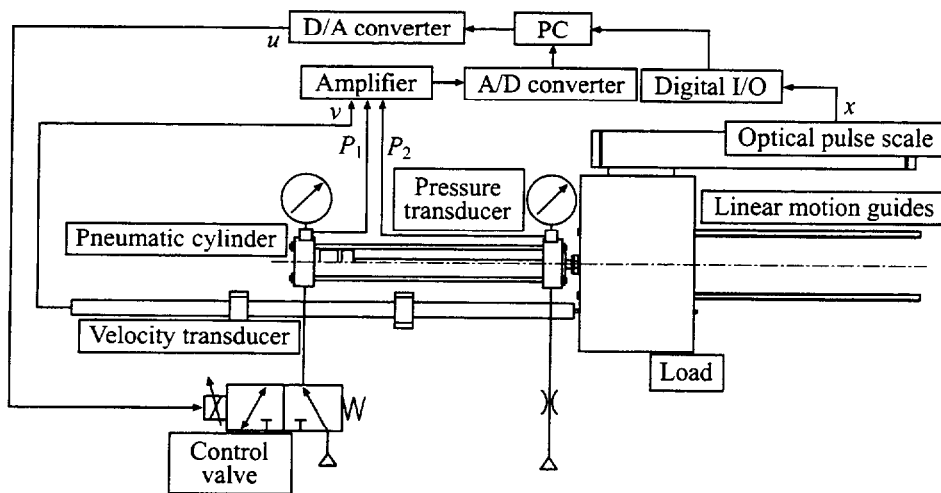 D/A converter
PC
u
Amplifier
A/D converter
Digital I/O
x
v
P1
P2
Optical pulse scale
Pressure
transducer
Linear motion guides
Pneumatic cylinder
Velocity transducer
Load
Control
valve